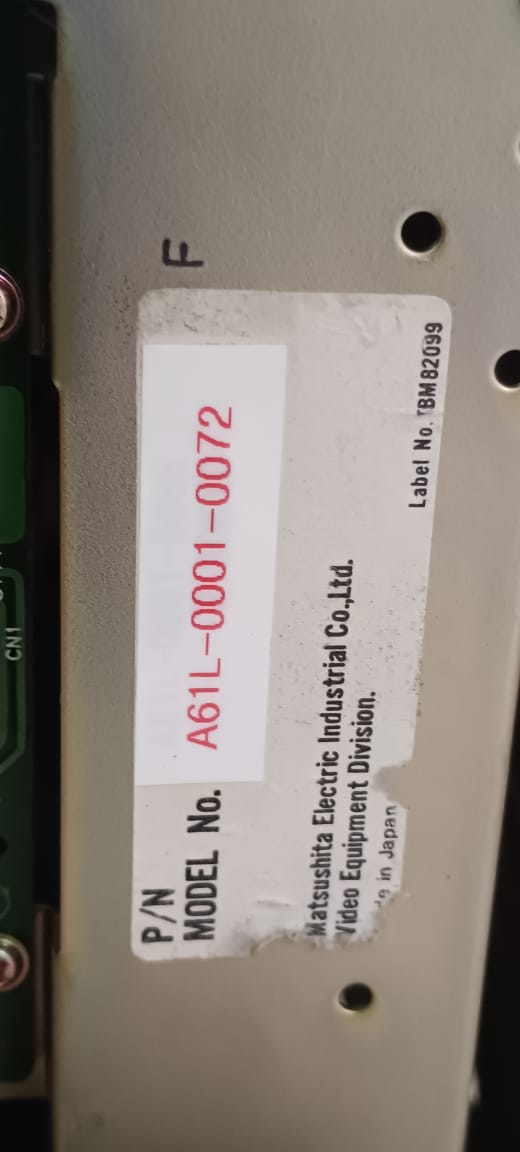 F
P/N
MODEL No. A61L-0001-0072
Matsushita Electric Industrial Co.,Ltd.
Video Equipment Division.
in Japan
Label No. TBM82099
CN1